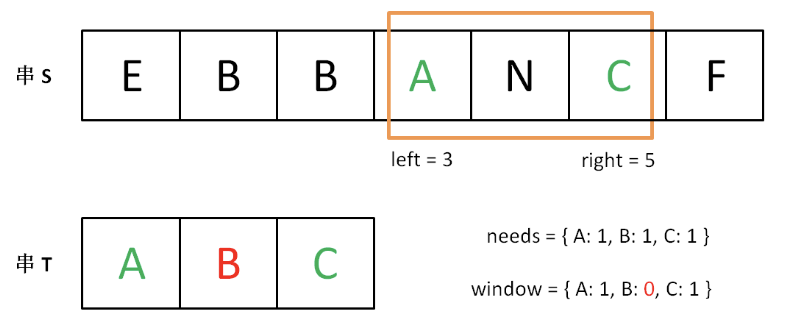 串 S E B B A N C F
left = 3 right = 5
串 T A B C
needs = { A: 1, B: 1, C: 1 }
window = { A: 1, B: 0, C: 1 }